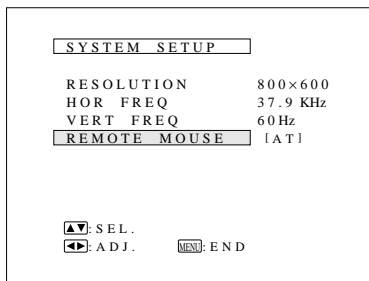 SYSTEM SETUP
RESOLUTION 800×600
HOR FREQ 37.9 KHz
VERT FREQ 60Hz
REMOTE MOUSE [AT]
▲▼:SEL.
◀▶:ADJ. MENU:END